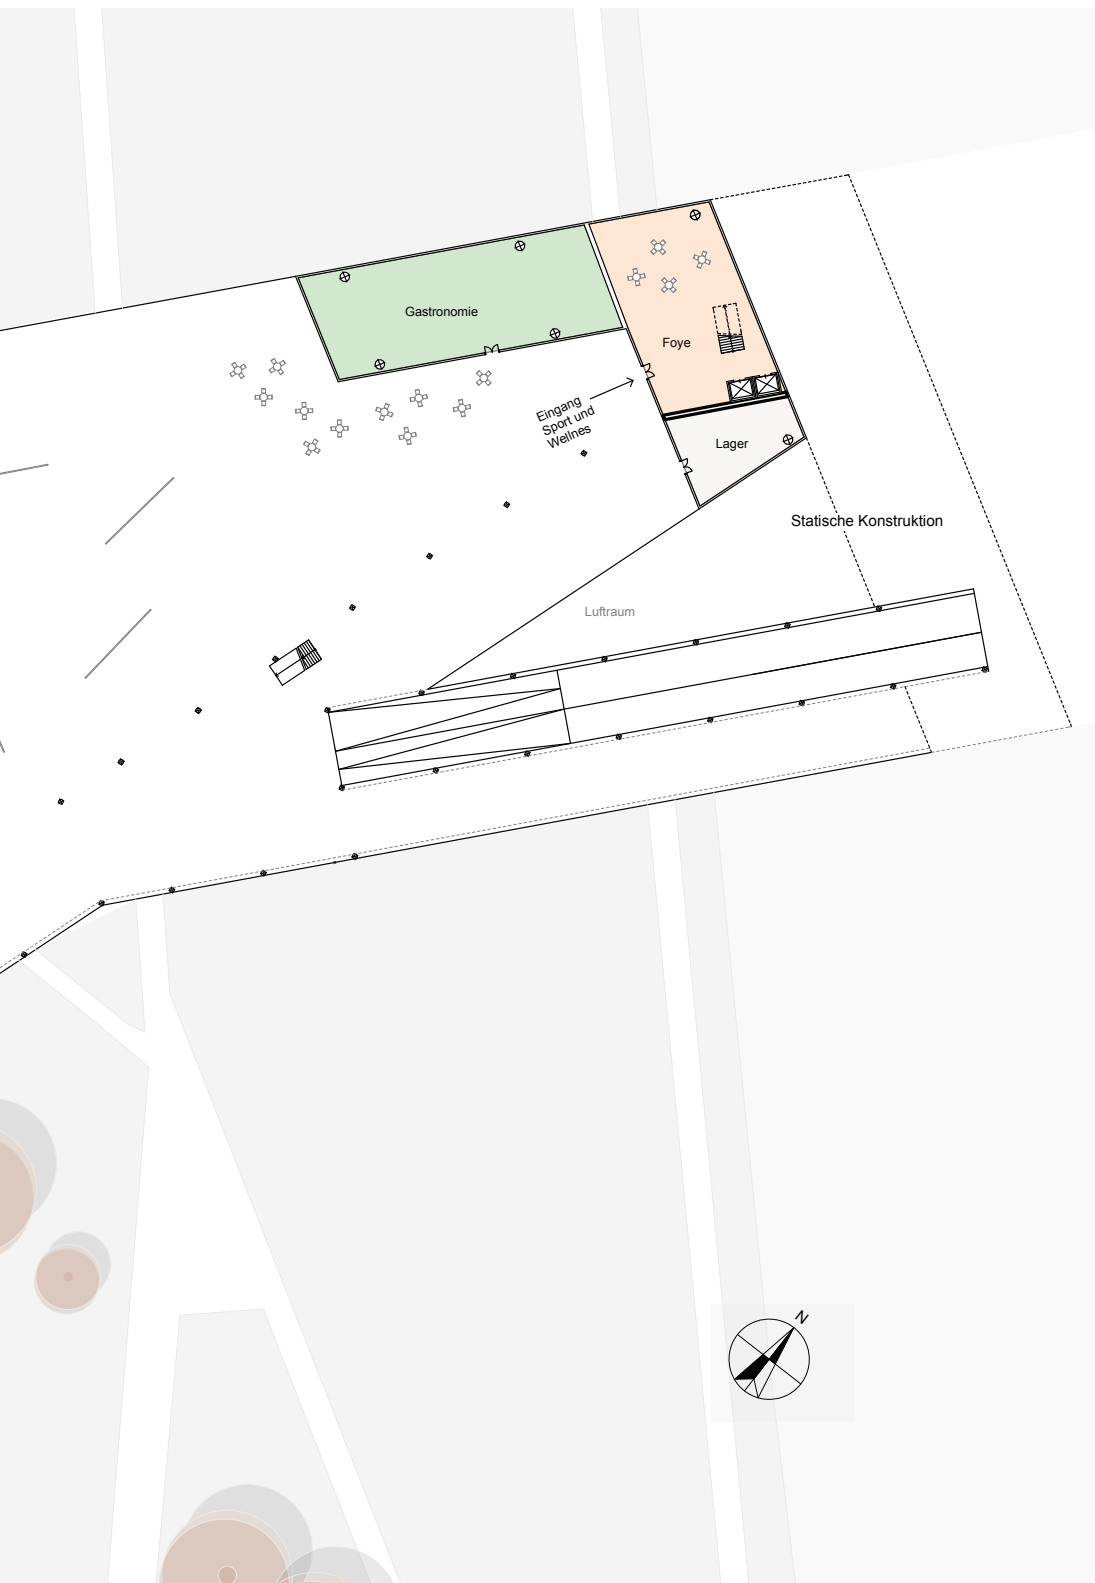 Gastronomie
Foye
Eingang
Sport und
Wellnes
Lager
Statische Konstruktion
Luftraum
N